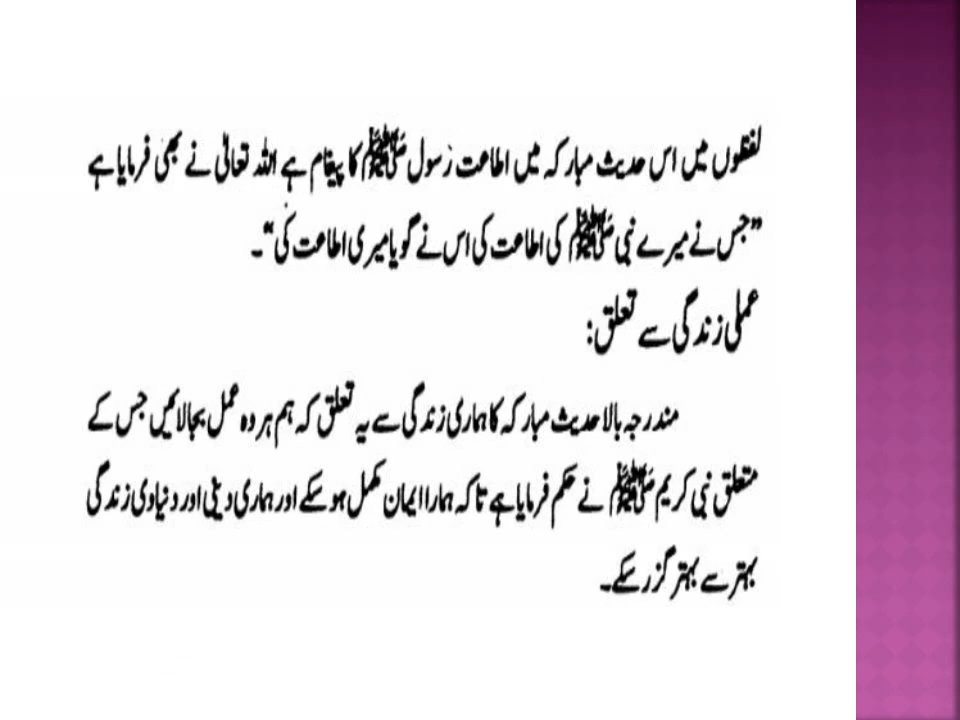 لفظوں میں اس حدیث مبارکہ میں اطاعت رسول ﷺ کا پیغام ہے اللہ تعالیٰ نے بھی فرمایا ہے
”جس نے میرے نبی ﷺ کی اطاعت کی اس نے گویا میری اطاعت کی“۔
عملی زندگی سے تعلق:
مندرجہ بالا حدیث مبارکہ کا ہماری زندگی سے یہ تعلق کہ ہم ہر وہ عمل بجا لائیں جس کے
متعلق نبی کریم ﷺ نے حکم فرمایا ہے تاکہ ہمارا ایمان مکمل ہو سکے اور ہماری دینی اور دنیاوی زندگی
بہتر سے بہتر گزر سکے۔